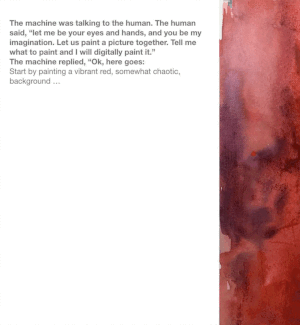 The machine was talking to the human. The human
said, “let me be your eyes and hands, and you be my
imagination. Let us paint a picture together. Tell me
what to paint and I will digitally paint it.”
The machine replied, “Ok, here goes:
Start by painting a vibrant red, somewhat chaotic,
background ...